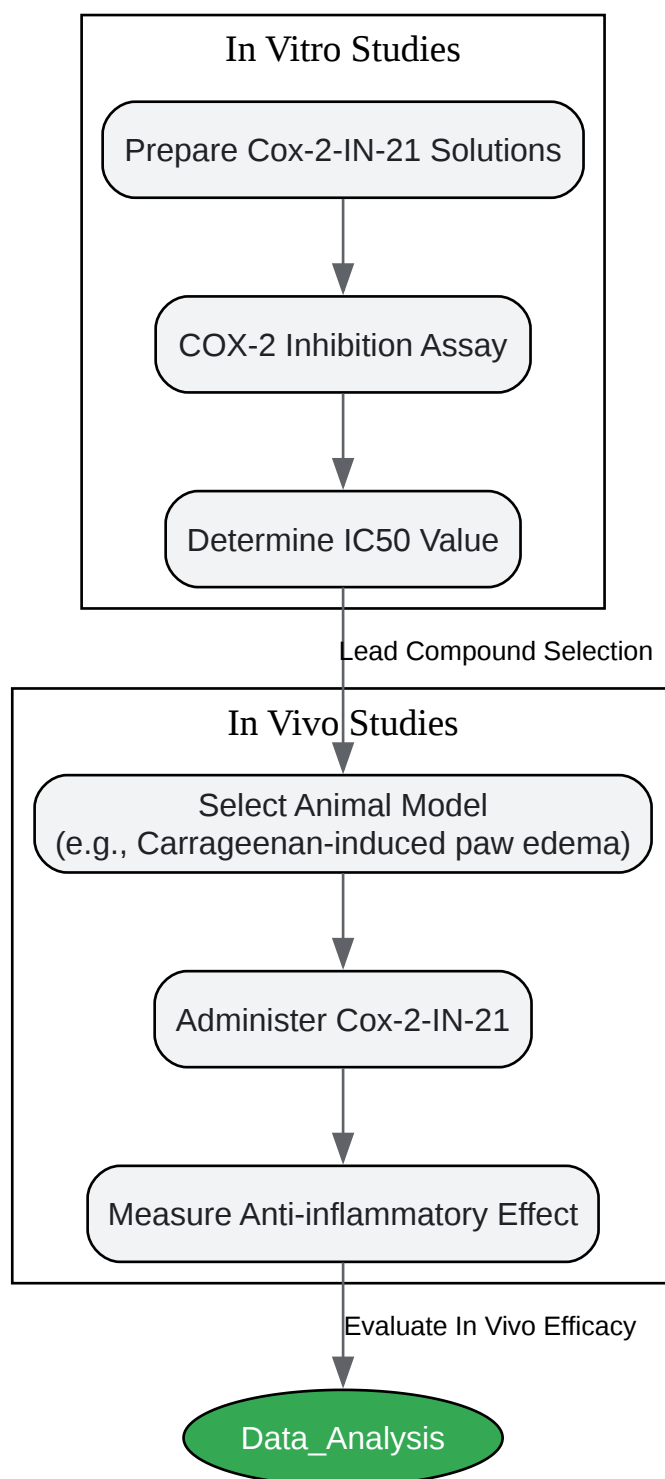 In Vitro Studies
Prepare Cox-2-IN-21 Solutions
COX-2 Inhibition Assay
Determine IC50 Value
Lead Compound Selection
In Vivo Studies
Select Animal Model
(e.g., Carrageenan-induced paw edema)
Administer Cox-2-IN-21
Measure Anti-inflammatory Effect
Evaluate In Vivo Efficacy
Data_Analysis